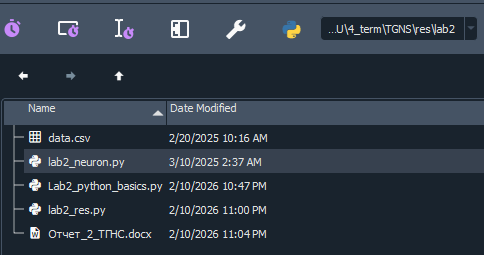 ...U\4_term\TGNS\res\lab2
Name Date Modified
data.csv 2/20/2025 10:16 AM
lab2_neuron.py 3/10/2025 2:37 AM
Lab2_python_basics.py 2/10/2026 10:47 PM
lab2_res.py 2/10/2026 11:00 PM
Отчет_2_ТГНС.docx 2/10/2026 11:04 PM